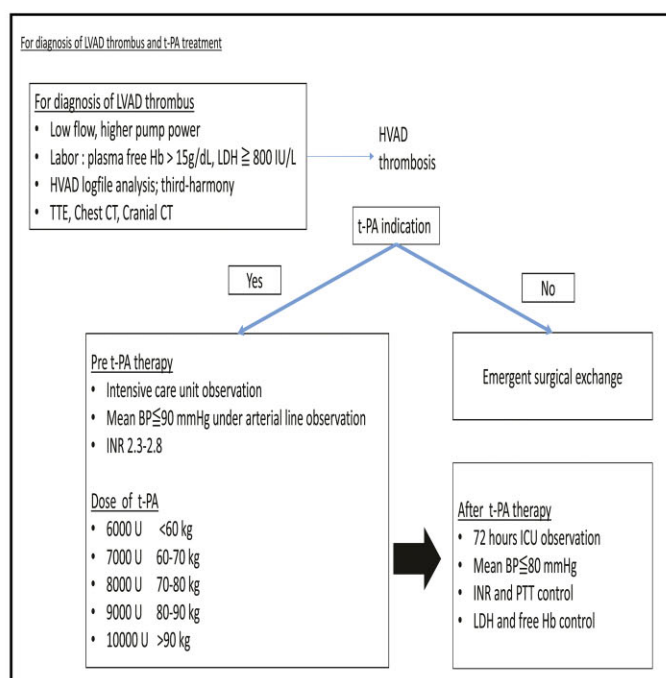 For diagnosis of LVAD thrombus and t-PA treatment
For diagnosis of LVAD thrombus
• Low flow, higher pump power
• Labor : plasma free Hb > 15g/dL, LDH ≧ 800 IU/L
• HVAD logfile analysis; third-harmony
• TTE, Chest CT, Cranial CT
HVAD
thrombosis
t-PA indication
Yes
No
Pre t-PA therapy
• Intensive care unit observation
• Mean BP≦90 mmHg under arterial line observation
• INR 2.3-2.8
Dose of t-PA
• 6000 U <60 kg
• 7000 U 60-70 kg
• 8000 U 70-80 kg
• 9000 U 80-90 kg
• 10000 U >90 kg
Emergent surgical exchange
After t-PA therapy
• 72 hours ICU observation
• Mean BP≦80 mmHg
• INR and PTT control
• LDH and free Hb control